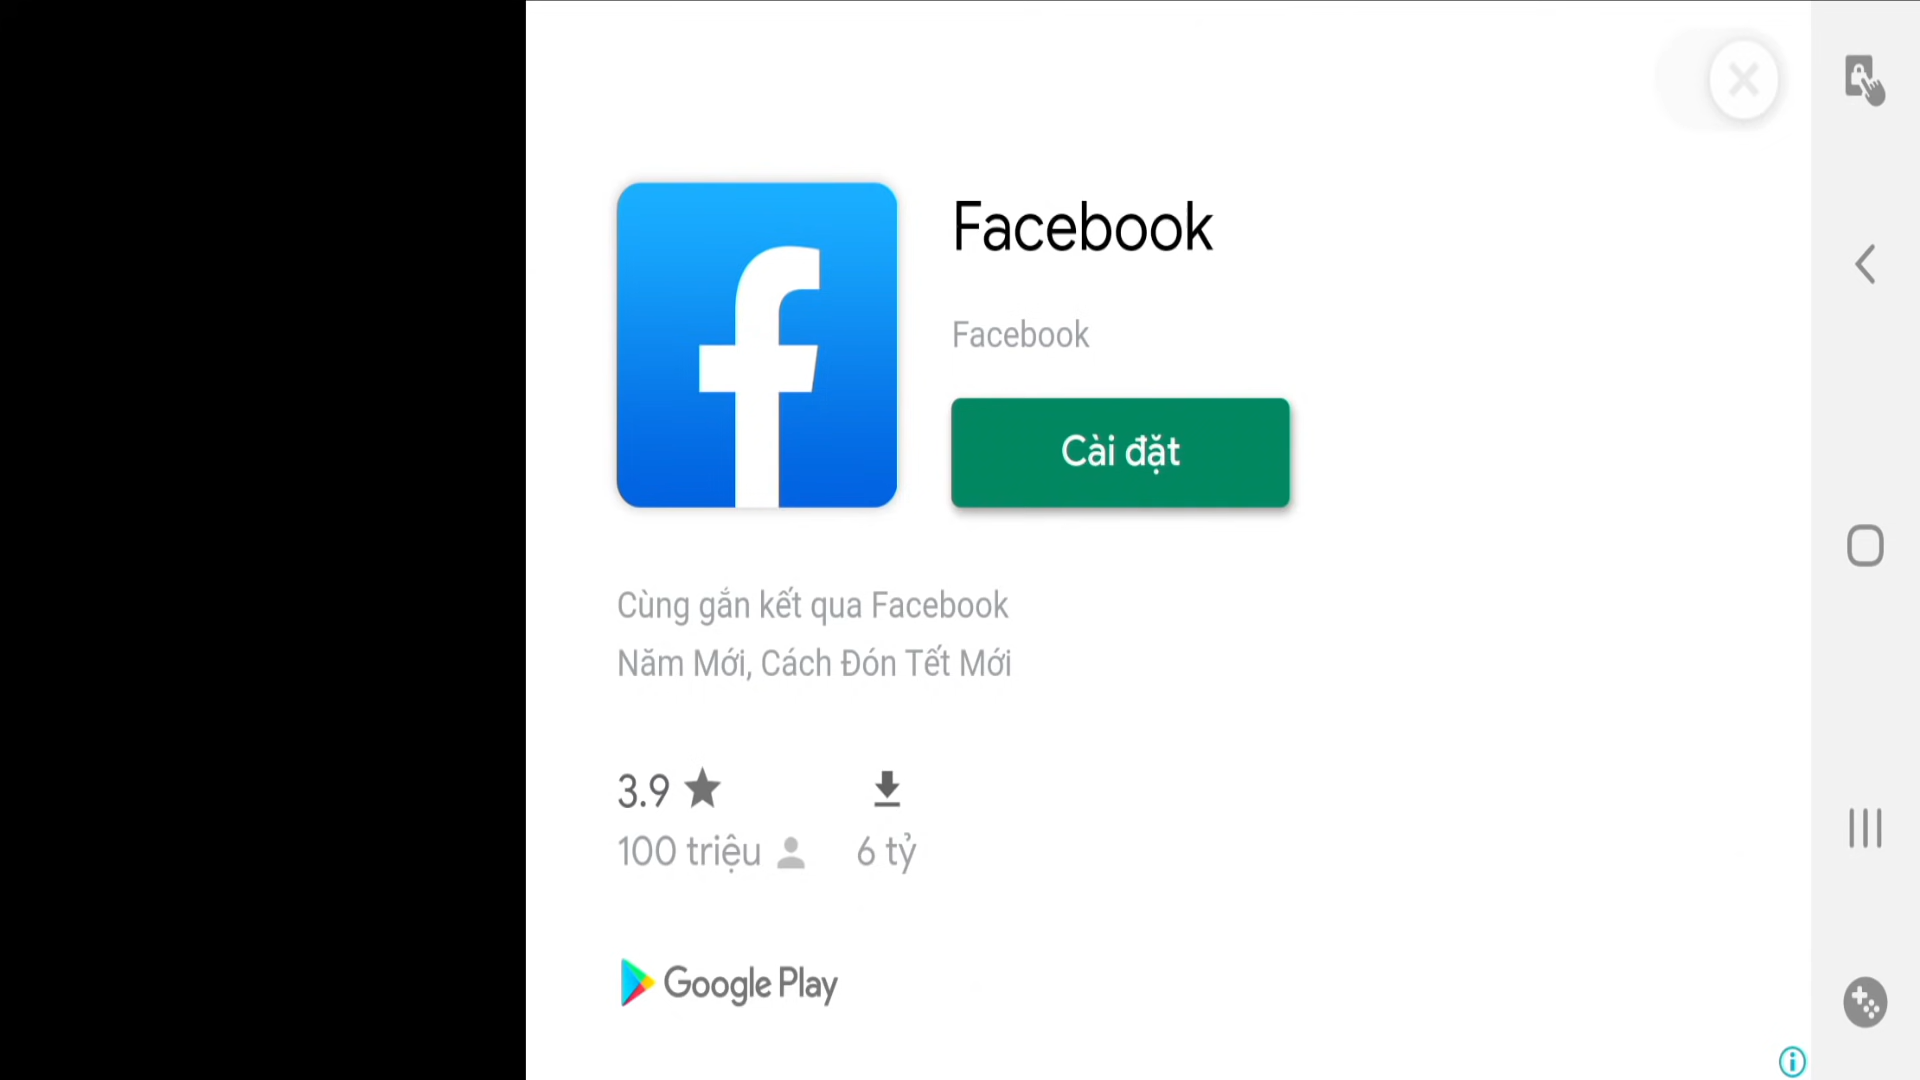 Facebook
Facebook
Cài đặt
Cùng gắn kết qua Facebook
Năm Mới, Cách Đón Tết Mới
3.9
100 triệu 6 tỷ
Google Play